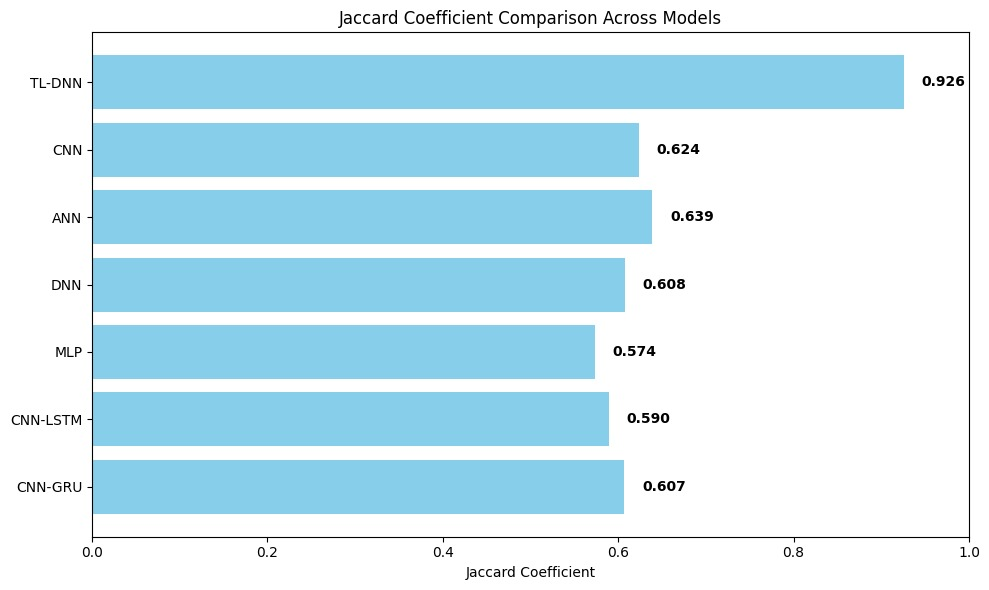 Jaccard Coefficient Comparison Across Models
TL-DNN
0.926
CNN
0.624
ANN
0.639
DNN
0.608
MLP
0.574
CNN-LSTM
0.590
CNN-GRU
0.607
0.0 0.2 0.4 0.6 0.8 1.0
Jaccard Coefficient